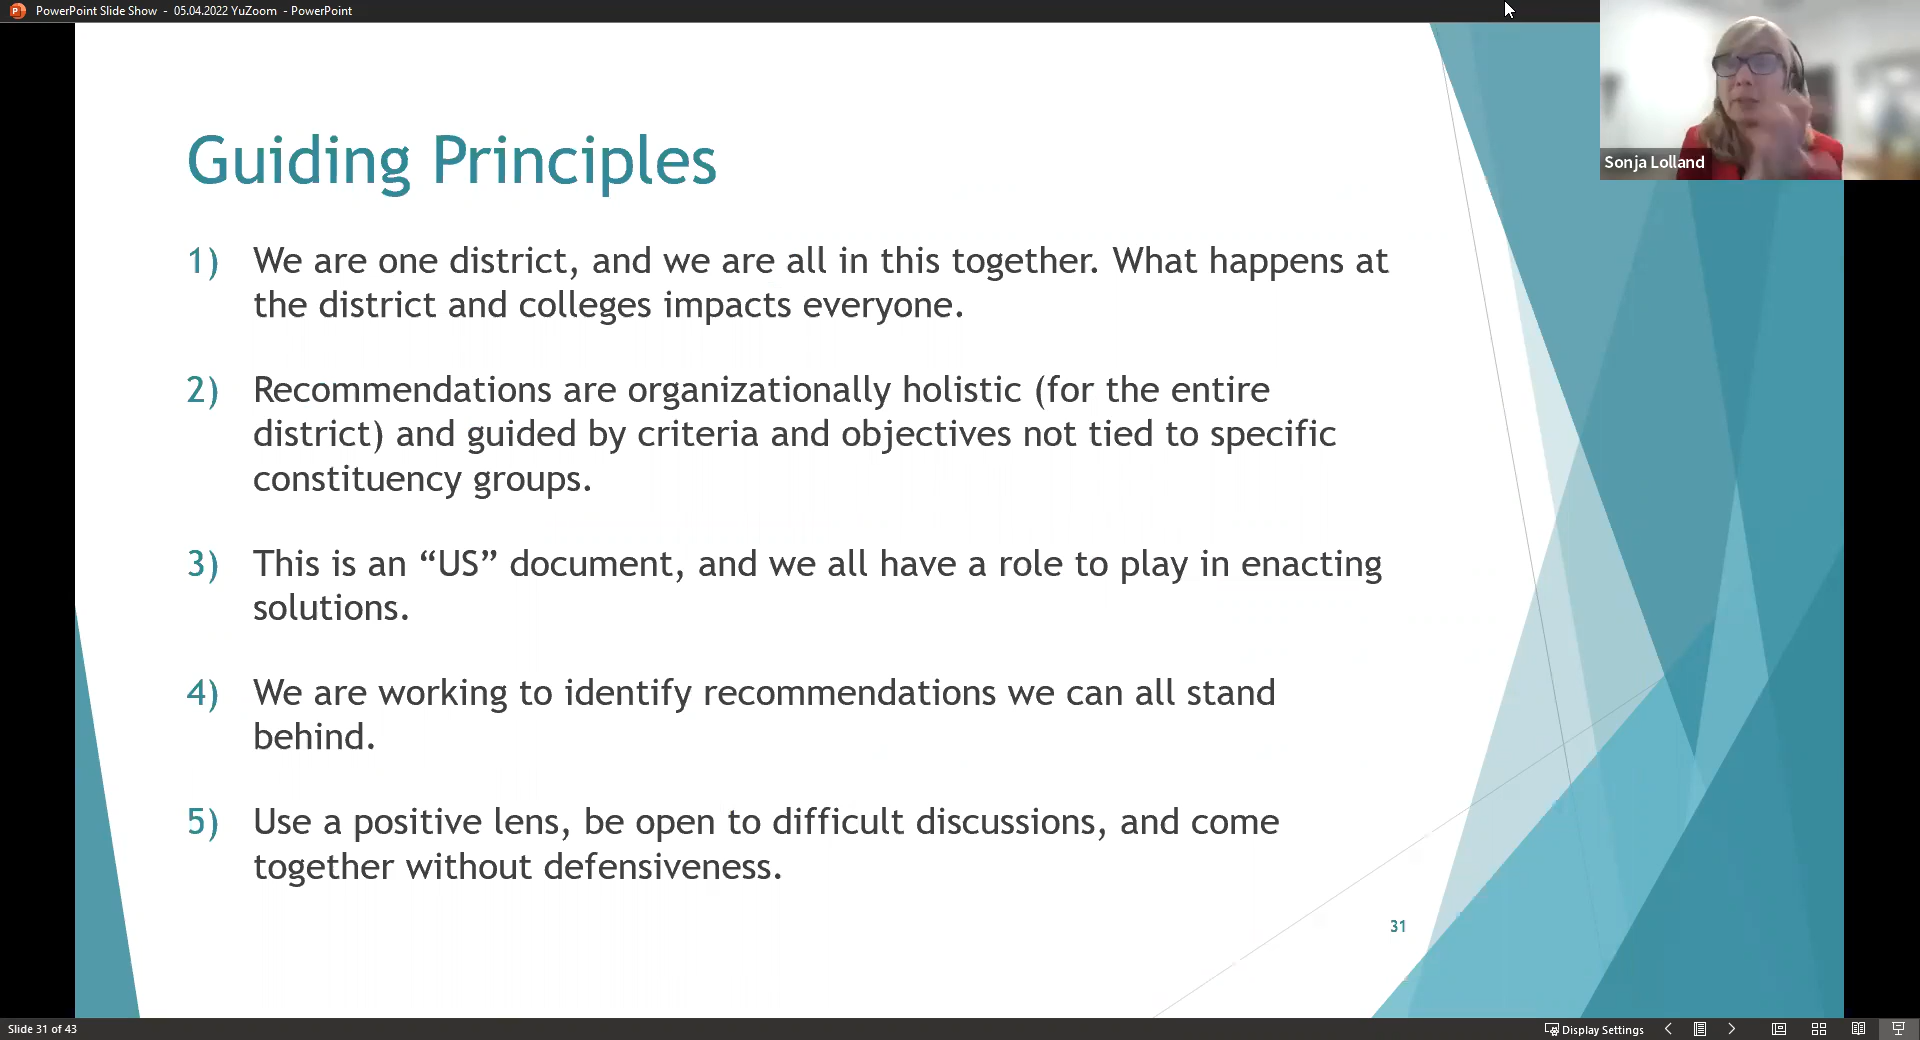 PowerPoint Slide Show - 05.04.2022 YuZoom - PowerPoint
Sonja Lolland
Guiding Principles
1) We are one district, and we are all in this together. What happens at
the district and colleges impacts everyone.
2) Recommendations are organizationally holistic (for the entire
district) and guided by criteria and objectives not tied to specific
constituency groups.
3) This is an “US” document, and we all have a role to play in enacting
solutions.
4) We are working to identify recommendations we can all stand
behind.
5) Use a positive lens, be open to difficult discussions, and come
together without defensiveness.
31
Slide 31 of 43
Display Settings